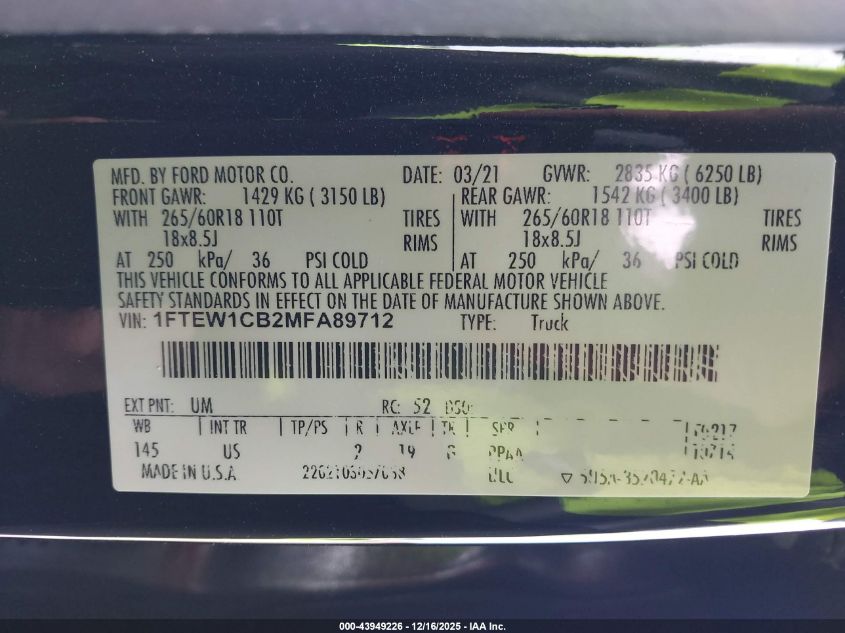 MFD. BY FORD MOTOR CO. DATE: 03/21 GVWR: 2835 KG ( 6250 LB)
FRONT GAWR: 1429 KG ( 3150 LB) REAR GAWR: 1542 KG ( 3400 LB)
WITH 265/60R18 110T TIRES WITH 265/60R18 110T TIRES
18x8.5J RIMS 18x8.5J RIMS
AT 250 kPa/ 36 PSI COLD AT 250 kPa/ 36 PSI COLD
THIS VEHICLE CONFORMS TO ALL APPLICABLE FEDERAL MOTOR VEHICLE
SAFETY STANDARDS IN EFFECT ON THE DATE OF MANUFACTURE SHOWN ABOVE.
VIN: 1FTEW1CB2MFA89712 TYPE: Truck
EXT PNT: UM RC: 52 DSO:
WB INT TR TP/PS R AXLE TR SPR
145 US 2 19 PPAA
MADE IN U.S.A
000-43949226 - 12/16/2025 - IAA Inc.